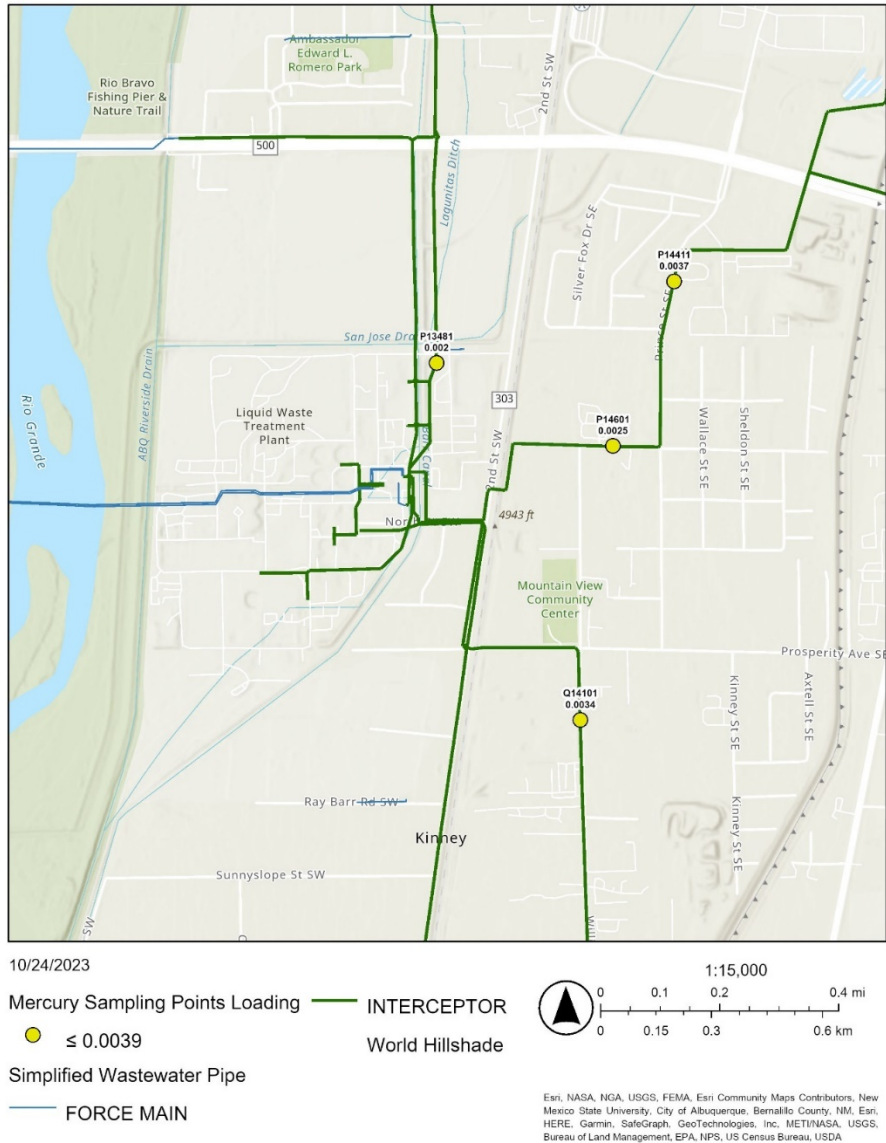 Ambassador
Edward L.
Romero Park
Rio Bravo
Fishing Pier &
Nature Trail
2nd St SW
500
Lagunitas Ditch
Silver Fox Dr SE
P14411
0.0037
Prince St SE
San Jose Drain
P13481
0.002
ABQ Riverside Drain
Rio Grande
303
Liquid Waste
Treatment
Plant
P14601
0.0025
Wallace St SE
Sheldon St SE
2nd St SW
4943 ft
Mountain View
Community
Center
Prosperity Ave SE
Q14101
0.0034
Kinney St SE
Axtell St SE
Ray Barr Rd SW
Kinney
Kinney St SE
Sunnyslope St SW
SW
Will
10/24/2023
Mercury Sampling Points Loading
≤ 0.0039
Simplified Wastewater Pipe
FORCE MAIN
INTERCEPTOR
World Hillshade
1:15,000
0 0.1 0.2 0.4 mi
0 0.15 0.3 0.6 km
Esri, NASA, NGA, USGS, FEMA, Esri Community Maps Contributors, New
Mexico State University, City of Albuquerque, Bernalillo County, NM, Esri,
HERE, Garmin, SafeGraph, GeoTechnologies, Inc, METI/NASA, USGS,
Bureau of Land Management, EPA, NPS, US Census Bureau, USDA